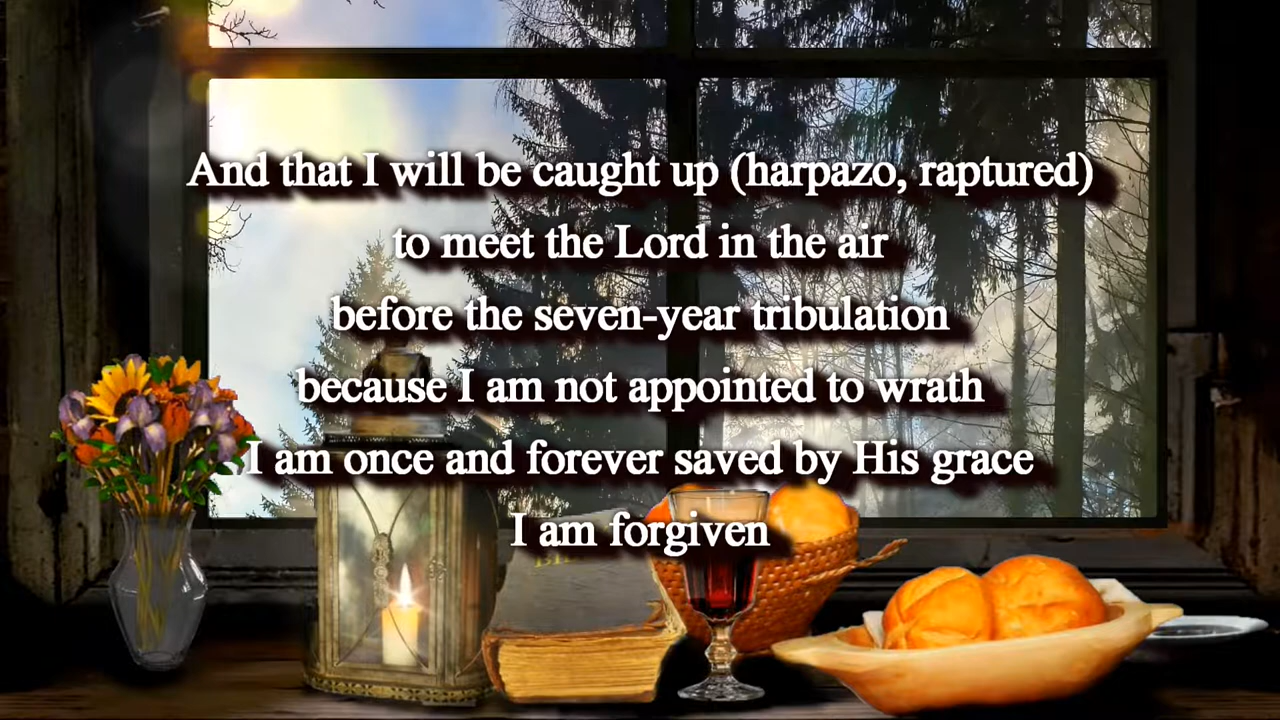 And that I will be caught up (harpazo, raptured)
to meet the Lord in the air
before the seven-year tribulation
because I am not appointed to wrath
I am once and forever saved by His grace
I am forgiven